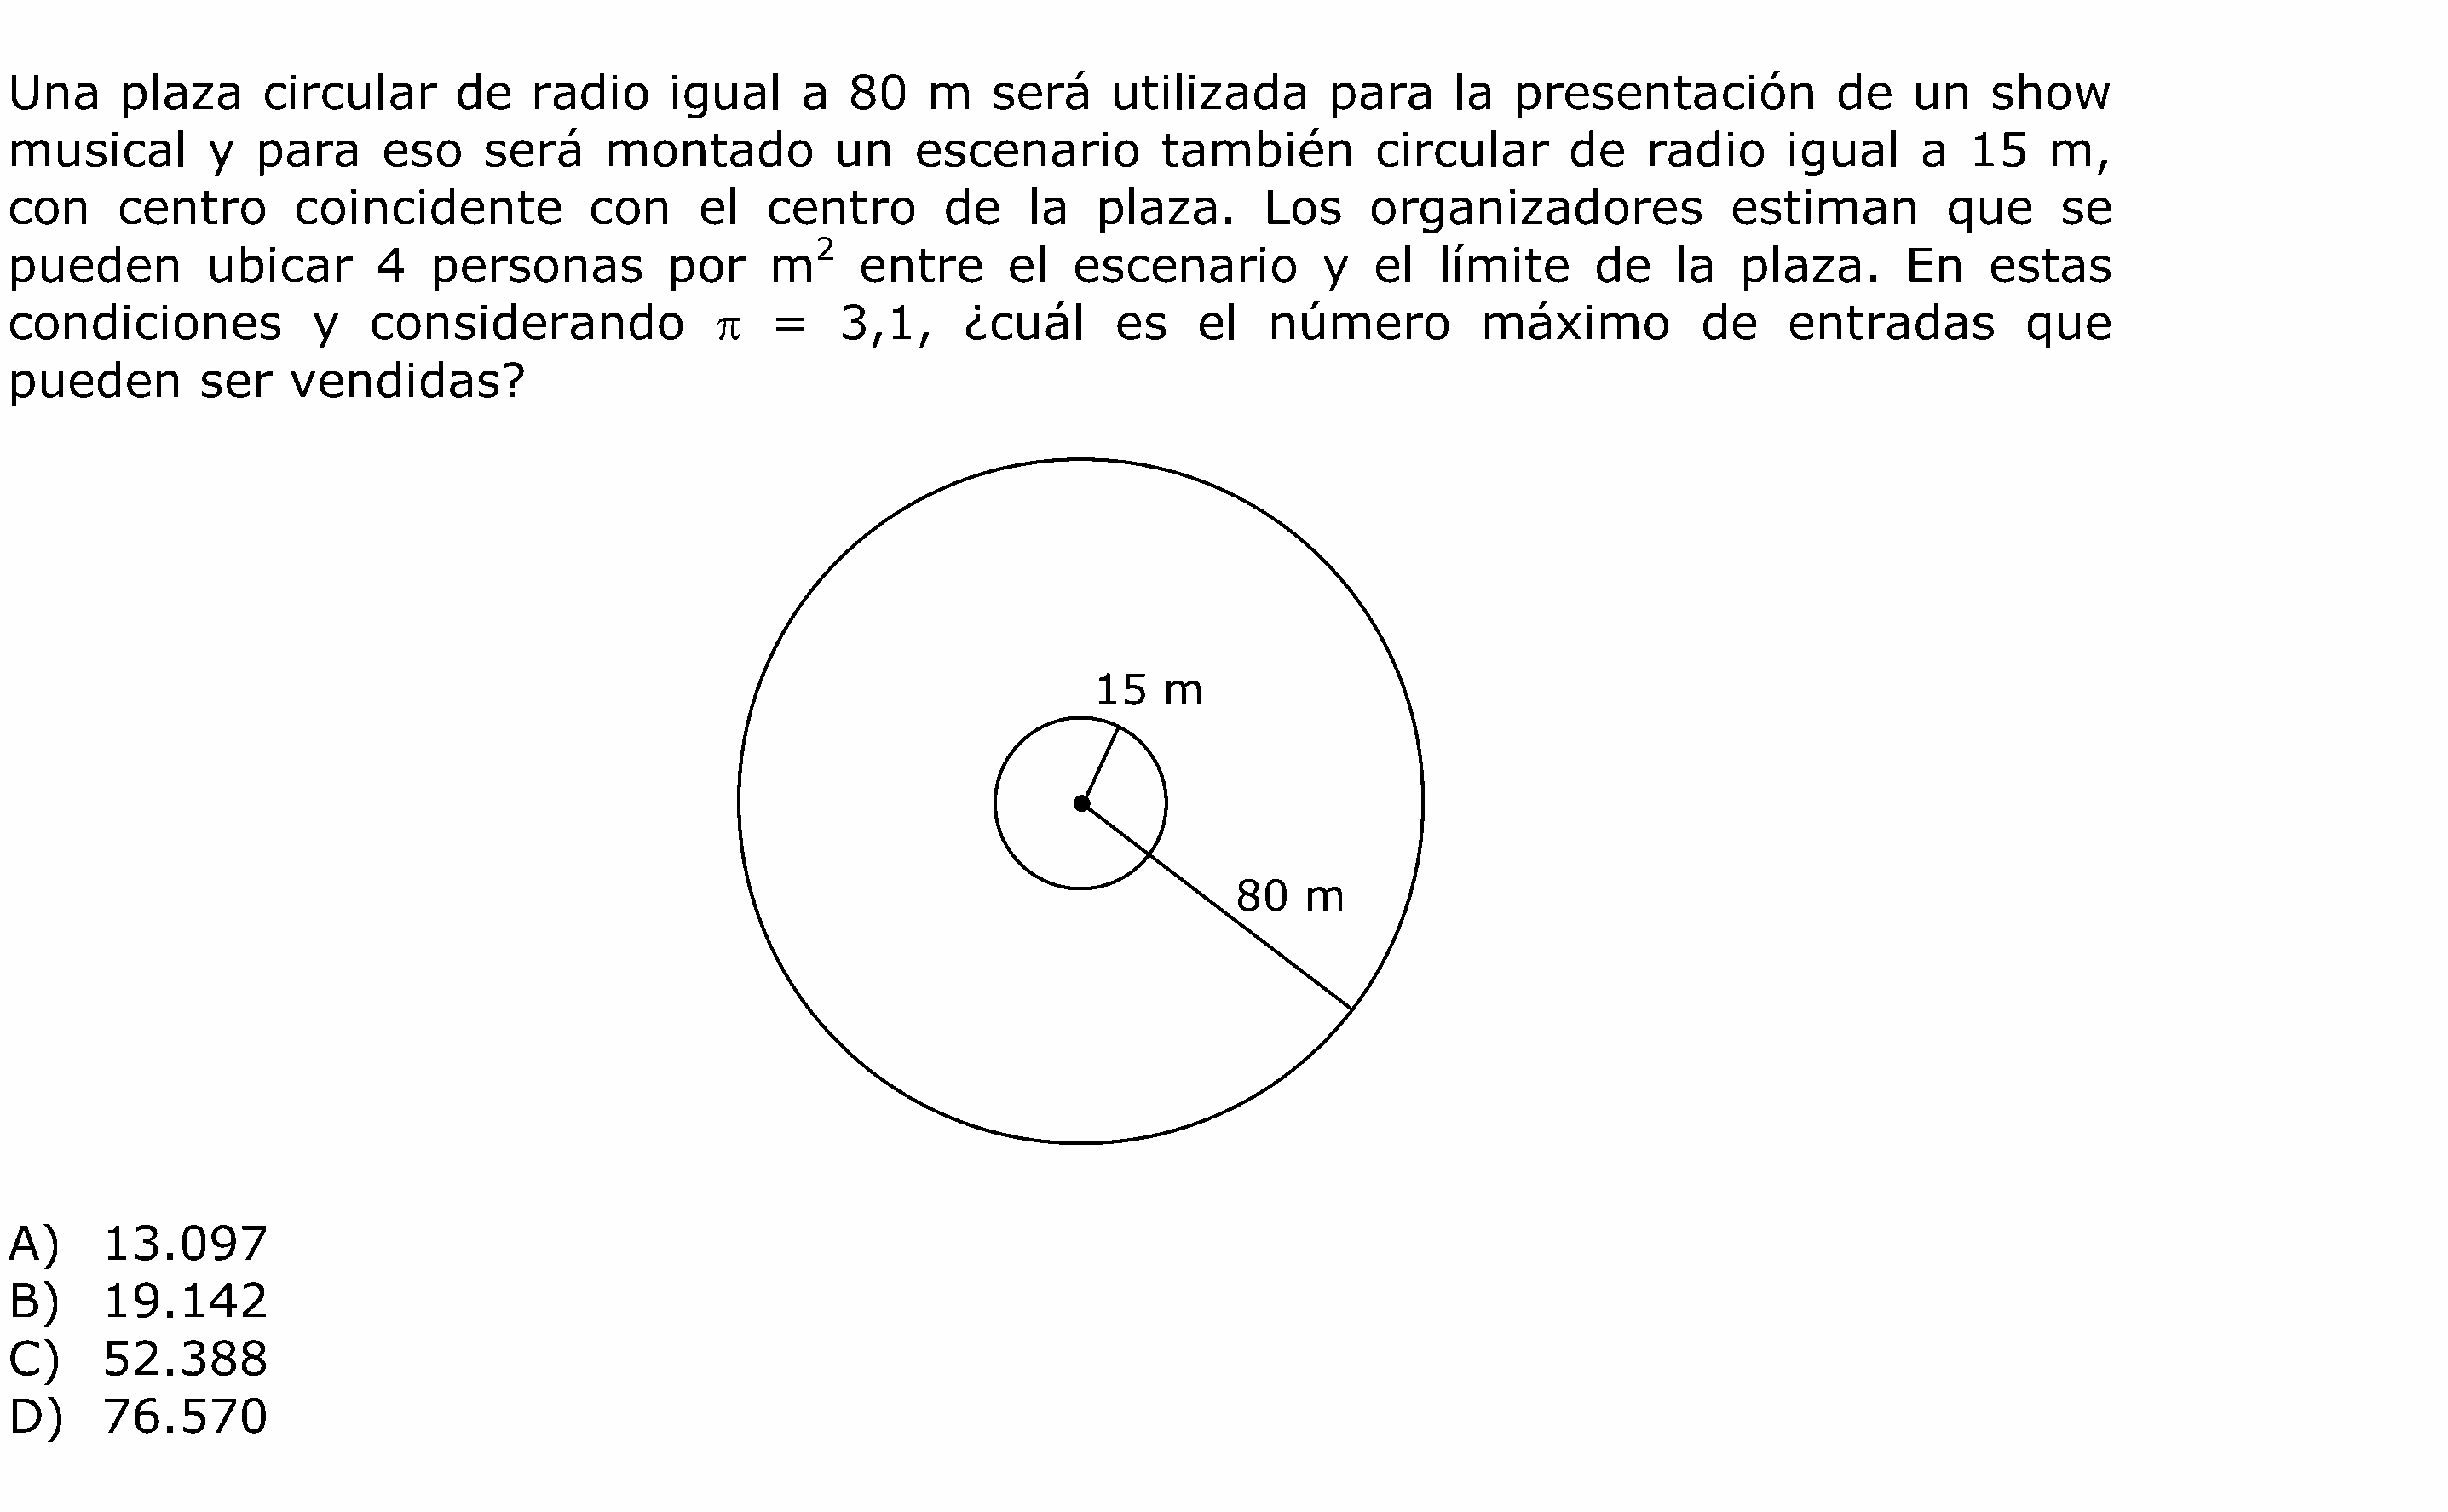 Una plaza circular de radio igual a 80 m será utilizada para la presentación de un show
musical y para eso será montado un escenario también circular de radio igual a 15 m,
con centro coincidente con el centro de la plaza. Los organizadores estiman que se
pueden ubicar 4 personas por m² entre el escenario y el límite de la plaza. En estas
condiciones y considerando π = 3,1, ¿cuál es el número máximo de entradas que
pueden ser vendidas?
15 m
80 m
A) 13.097
B) 19.142
C) 52.388
D) 76.570